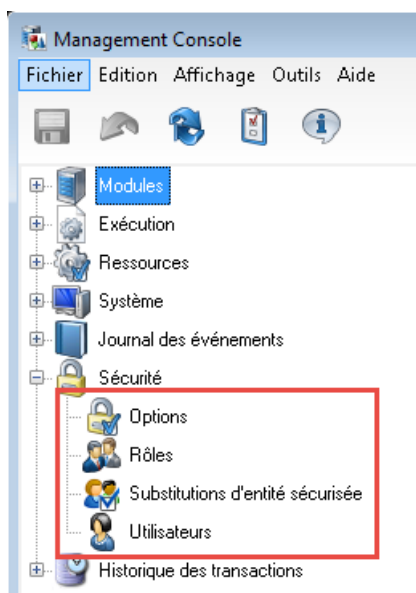 Management Console
Fichier Edition Affichage Outils Aide
Modules
Exécution
Ressources
Système
Journal des événements
Sécurité
Options
Rôles
Substitutions d'entité sécurisée
Utilisateurs
Historique des transactions